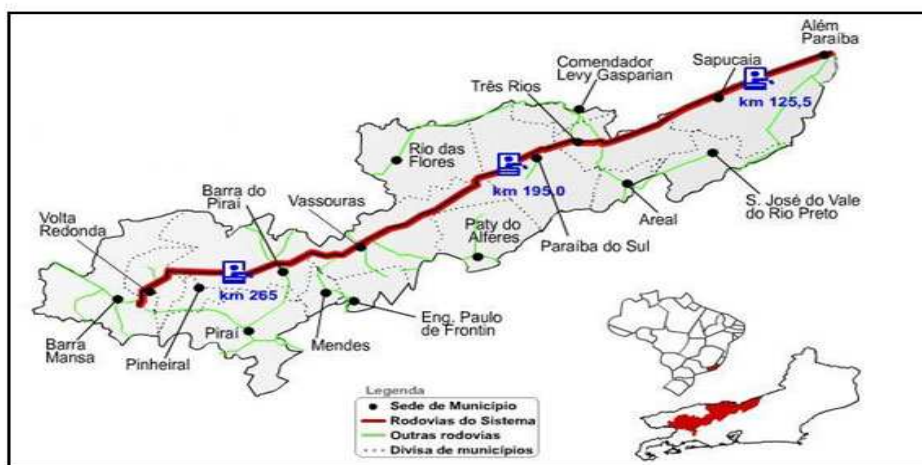 Além
Paraíba
Sapucaia
Comendador
Levy Gasparian
Três Rios
km 125,5
Rio das
Flores
Barra do
Piraí
Vassouras
km 195,0
Volta
Redonda
Paty do
Alferes
Paraíba do Sul
Areal
S. José do Vale
do Rio Preto
km 265
Barra
Mansa
Pinheiral
Piraí
Mendes
Eng. Paulo
de Frontin
Legenda
Sede de Município
Rodovias do Sistema
Outras rodovias
Divisa de municípios